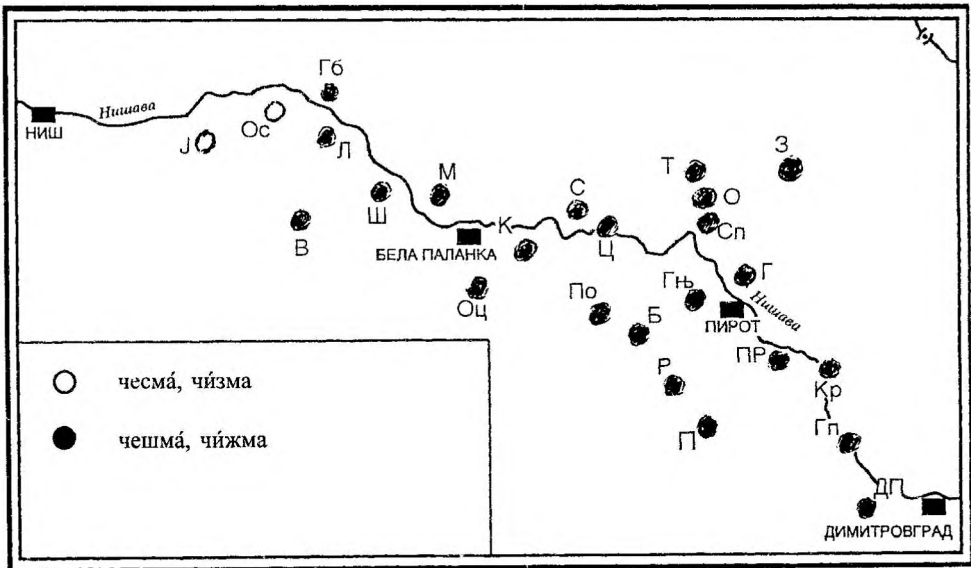 Гб
Нишава
НИШ
Ос
Ј
Л
Т
З
М
О
С
Ш
К
Сп
Ц
В
БЕЛА ПАЛАНКА
Г
Гњ
Нишава
Оц
По
ПИРОТ
Б
ПР
Р
Кр
чесма́, чи́зма
Гп
П
чешма́, чи́жма
ДП
ДИМИТРОВГРАД